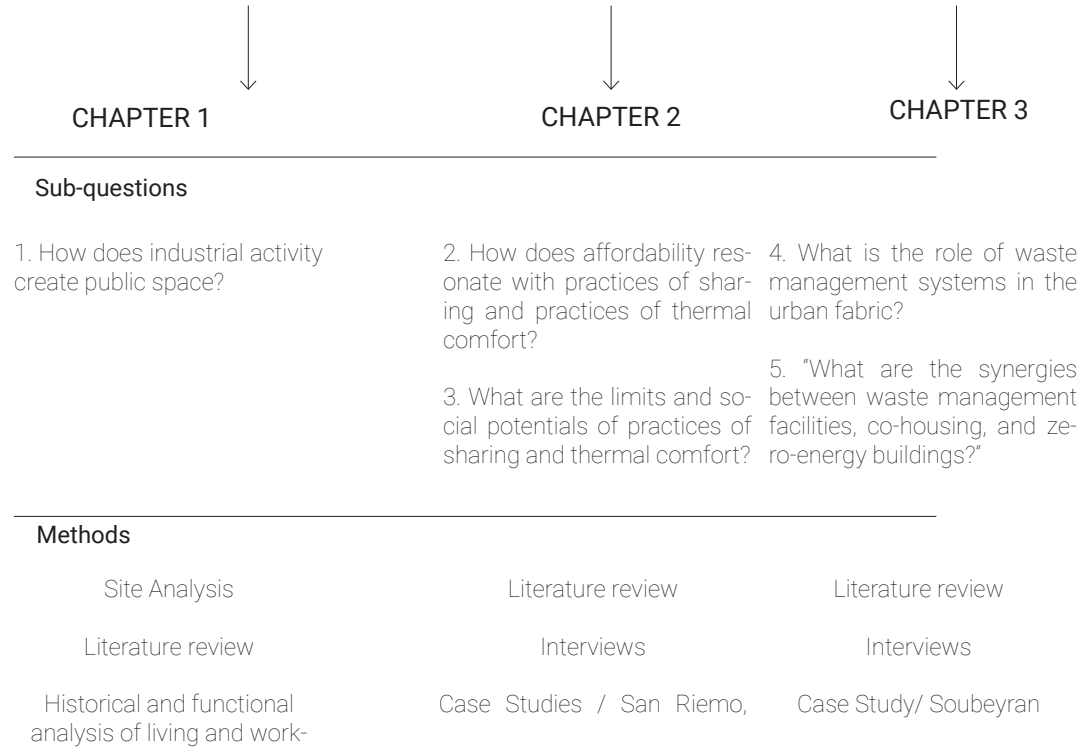 CHAPTER 1
CHAPTER 2
CHAPTER 3
Sub-questions
1. How does industrial activity
create public space?
2. How does affordability res-
onate with practices of shar-
ing and practices of thermal
comfort?
3. What are the limits and so-
cial potentials of practices of
sharing and thermal comfort?
4. What is the role of waste
management systems in the
urban fabric?
5. “What are the synergies
between waste management
facilities, co-housing, and ze-
ro-energy buildings?”
Methods
Site Analysis
Literature review
Historical and functional
analysis of living and work-
Literature review
Interviews
Case Studies / San Riemo,
Literature review
Interviews
Case Study/ Soubeyran